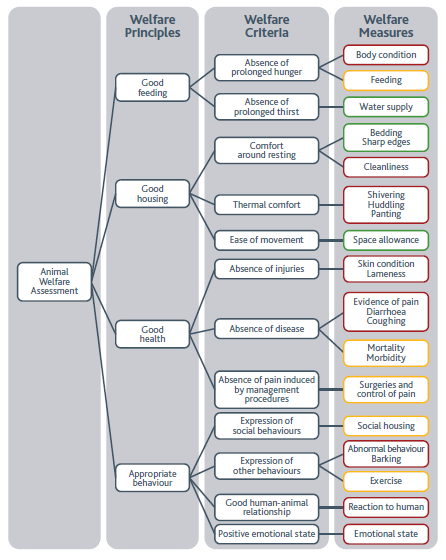 Welfare
Principles
Welfare
Criteria
Welfare
Measures
Animal
Welfare
Assessment
Good
feeding
Good
housing
Good
health
Appropriate
behaviour
Absence of
prolonged hunger
Absence of
prolonged thirst
Comfort
around resting
Thermal comfort
Ease of movement
Absence of injuries
Absence of disease
Absence of pain induced
by management
procedures
Expression of
social behaviours
Expression of
other behaviours
Good human-animal
relationship
Positive emotional state
Body condition
Feeding
Water supply
Bedding
Sharp edges
Cleanliness
Shivering
Huddling
Panting
Space allowance
Skin condition
Lameness
Evidence of pain
Diarrhoea
Coughing
Mortality
Morbidity
Surgeries and
control of pain
Social housing
Abnormal behaviour
Barking
Exercise
Reaction to human
Emotional state